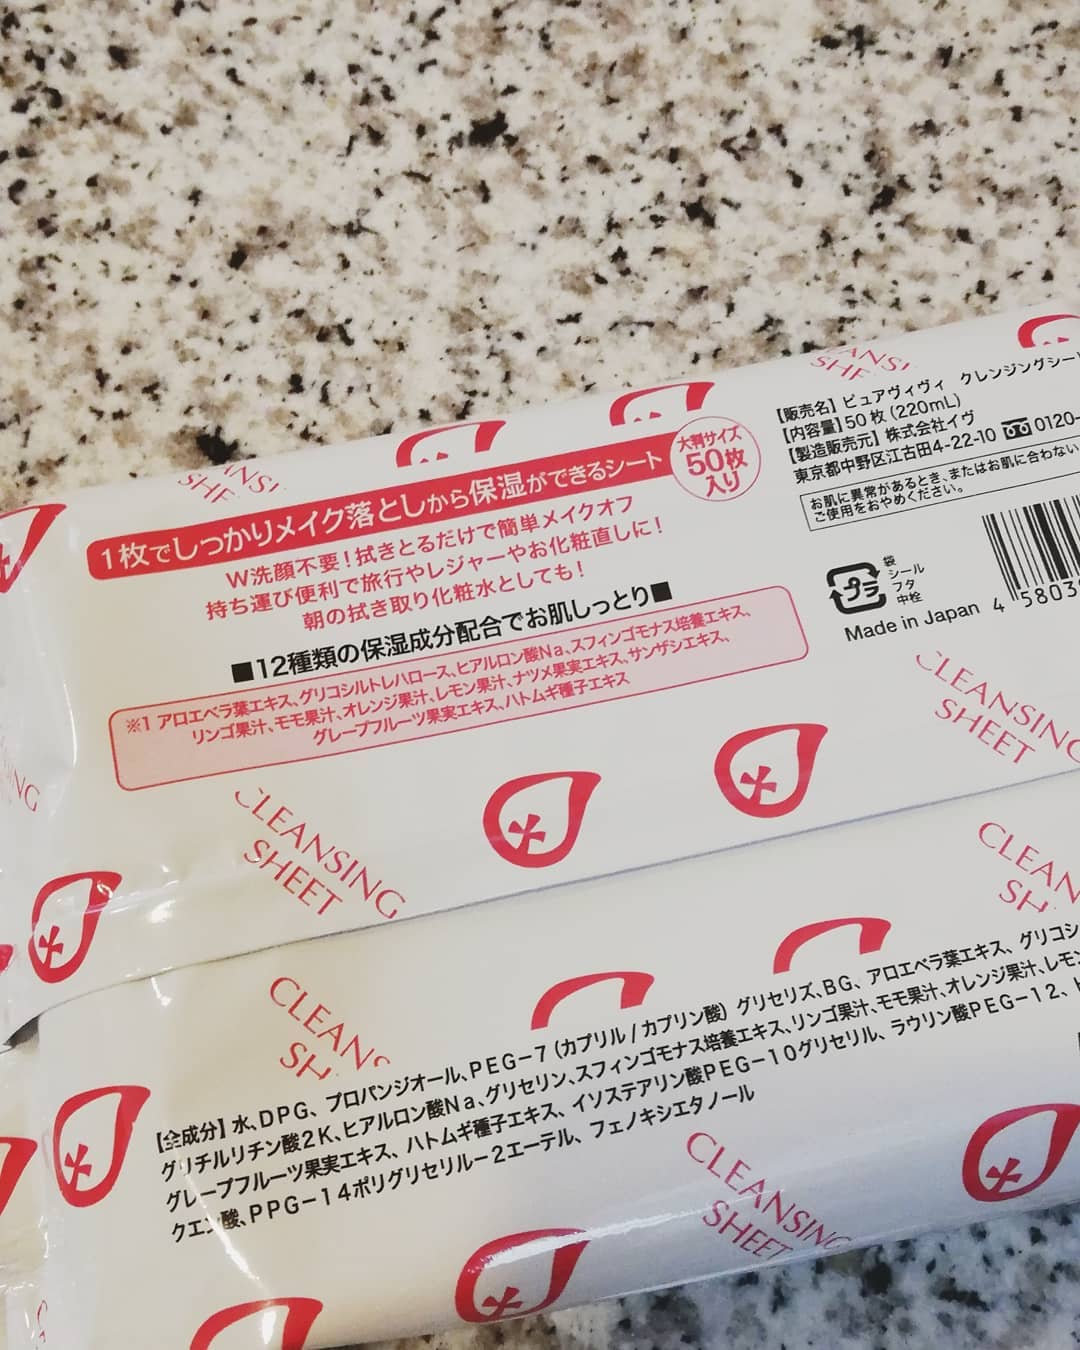 CLEANSING
SHEET
1枚でしっかりメイク落としから保湿ができるシート
大判サイズ
50枚
入り
W洗顔不要！拭きとるだけで簡単メイクオフ
持ち運び便利で旅行やレジャーやお化粧直しに！
朝の拭き取り化粧水としても！
■12種類の保湿成分配合でお肌しっとり■
※1 アロエベラ葉エキス、グリコシルトレハロース、ヒアルロン酸Na、スフィンゴモナス培養エキス、
リンゴ果汁、モモ果汁、オレンジ果汁、レモン果汁、ナツメ果実エキス、サンザシエキス、
グレープフルーツ果実エキス、ハトムギ種子エキス
【販売名】ピュアヴィヴィ クレンジングシー
【内容量】50枚（220mL）
【製造販売元】株式会社イヴ
東京都中野区江古田4-22-10 0120-
お肌に異常があるとき、またはお肌に合わない
ご使用をおやめください。
プラ
袋
シール
フタ
中栓
Made in Japan
4 5803
CLEANSING
SHEET
CLEANSING
SHEET
CLEAN
SH
CLEANS
SH
【全成分】水、DPG、プロパンジオール、PEG－7（カプリル/カプリン酸）グリセリズ、BG、アロエベラ葉エキス、グリコシ
グリチルリチン酸2K、ヒアルロン酸Na、グリセリン、スフィンゴモナス培養エキス、リンゴ果汁、モモ果汁、オレンジ果汁、レモン
グレープフルーツ果実エキス、ハトムギ種子エキス、イソステアリン酸PEG－10グリセリル、ラウリン酸PEG－12、
クエン酸、PPG－14ポリグリセリル－2エーテル、フェノキシエタノール
CLEANSING
SHEET